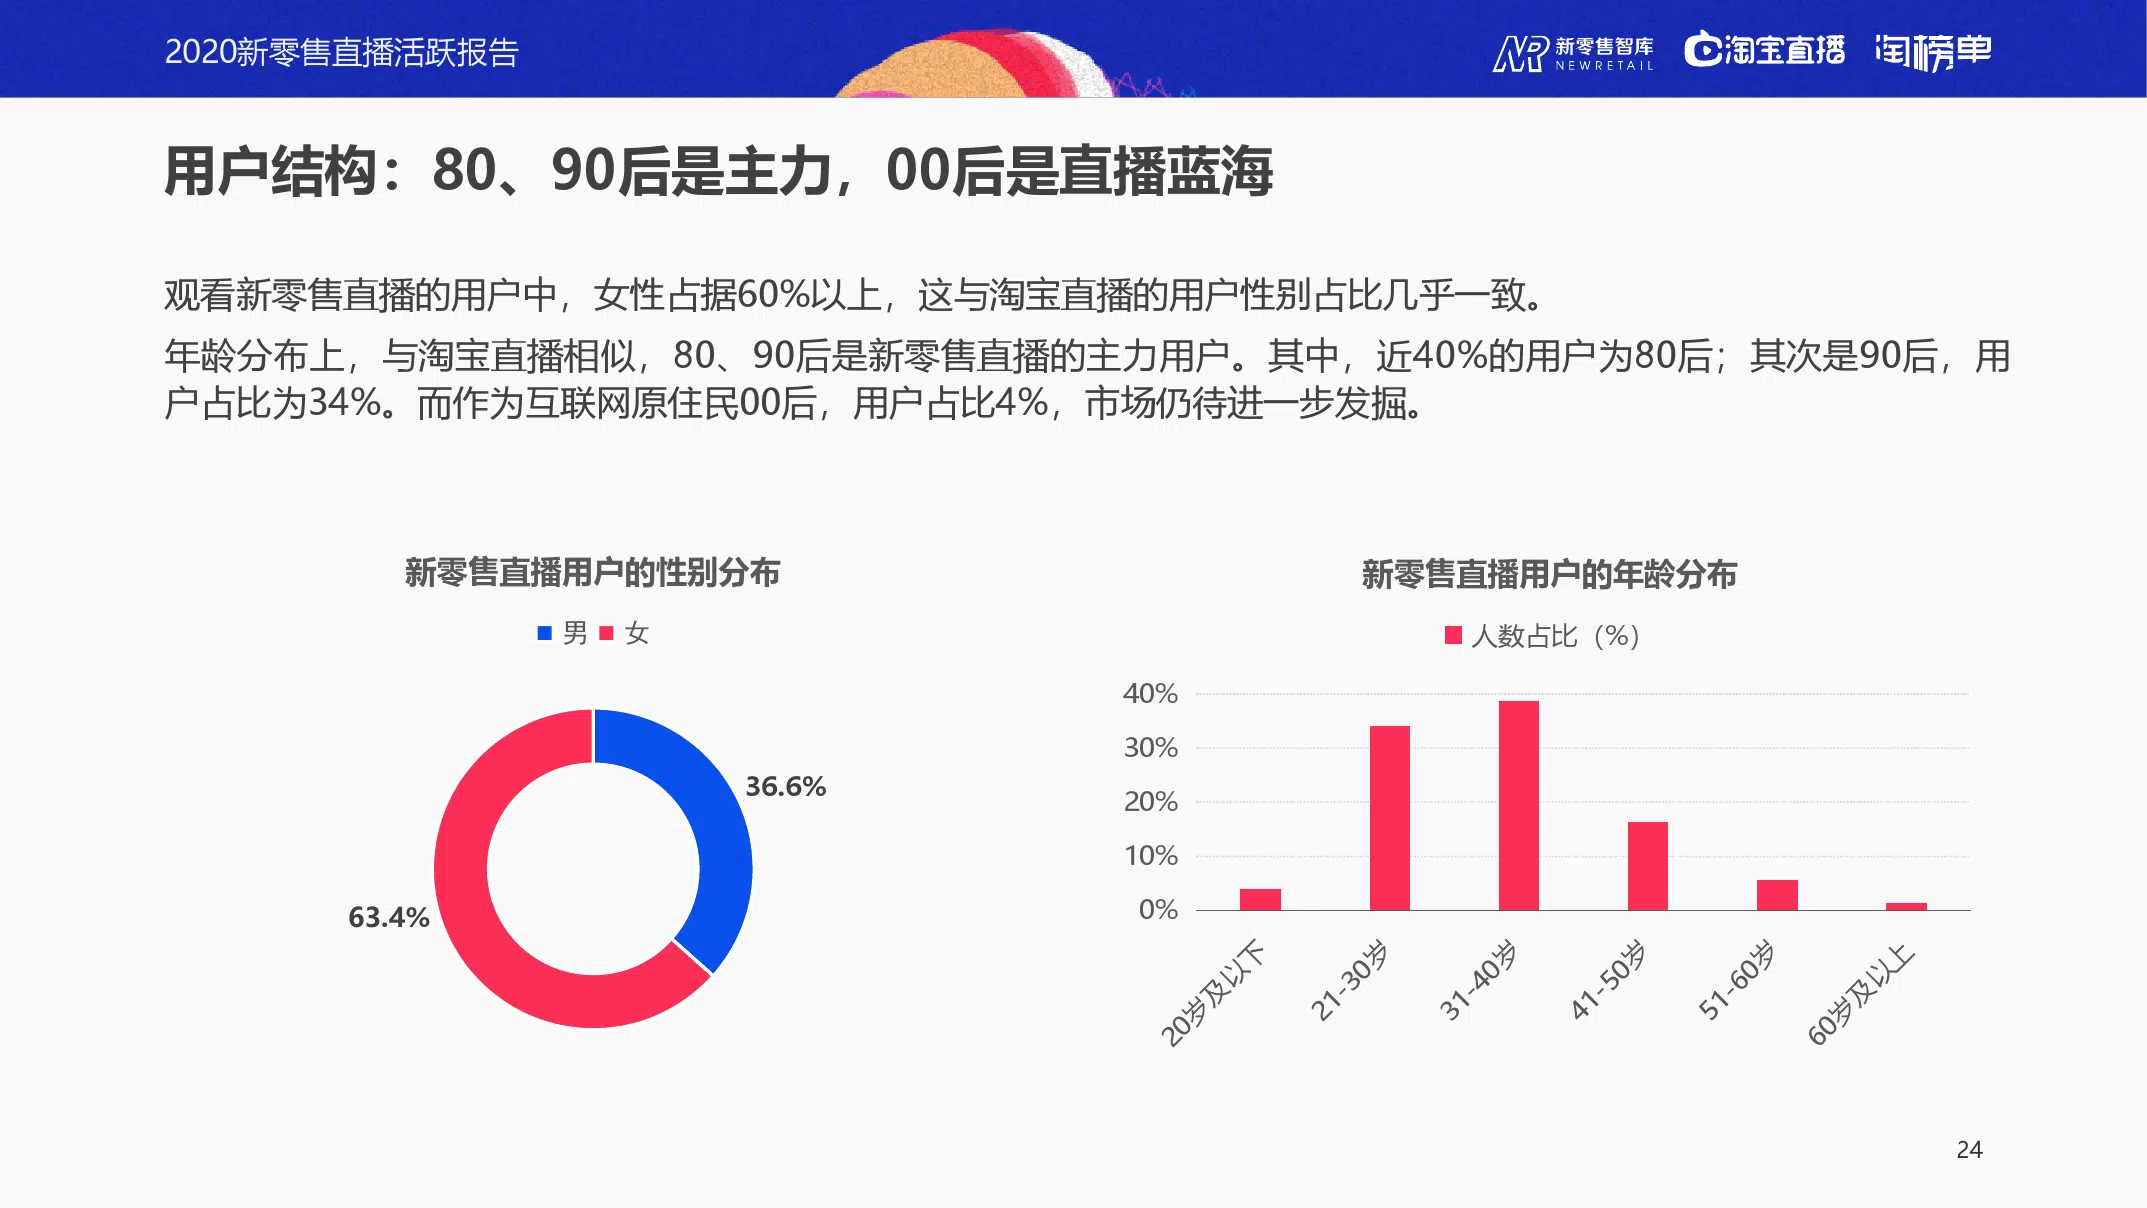 2020新零售直播活跃报告
NR 新零售智库
NEWRETAIL
淘宝直播
淘榜单
用户结构：80、90后是主力，00后是直播蓝海
观看新零售直播的用户中，女性占据60%以上，这与淘宝直播的用户性别占比几乎一致。
年龄分布上，与淘宝直播相似，80、90后是新零售直播的主力用户。其中，近40%的用户为80后；其次是90后，用
户占比为34%。而作为互联网原住民00后，用户占比4%，市场仍待进一步发掘。
新零售直播用户的性别分布
男 女
36.6%
63.4%
新零售直播用户的年龄分布
人数占比（%）
40%
30%
20%
10%
0%
20岁及以下
21-30岁
31-40岁
41-50岁
51-60岁
60岁及以上
24